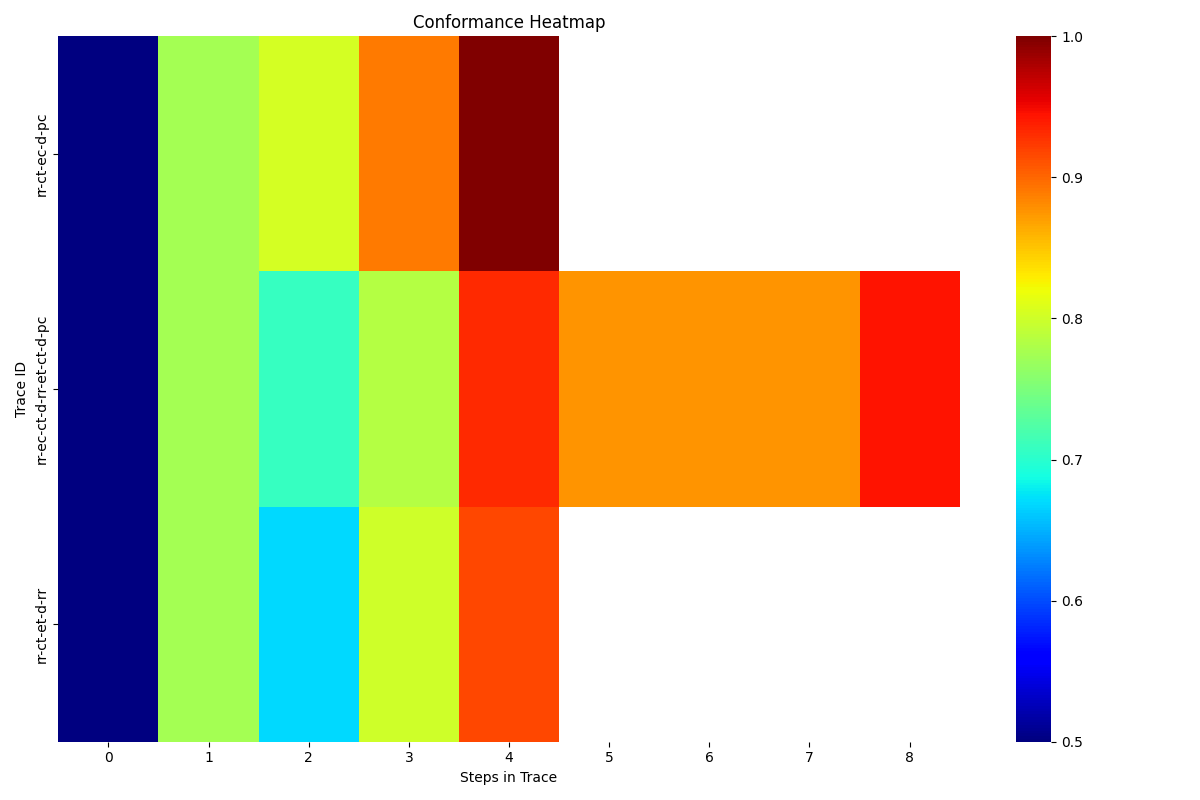 Conformance Heatmap
Trace ID
rr-ct-ec-d-pc
rr-ec-ct-d-rr-et-ct-d-pc
rr-ct-et-d-rr
0 1 2 3 4 5 6 7 8
Steps in Trace
1.0
0.9
0.8
0.7
0.6
0.5